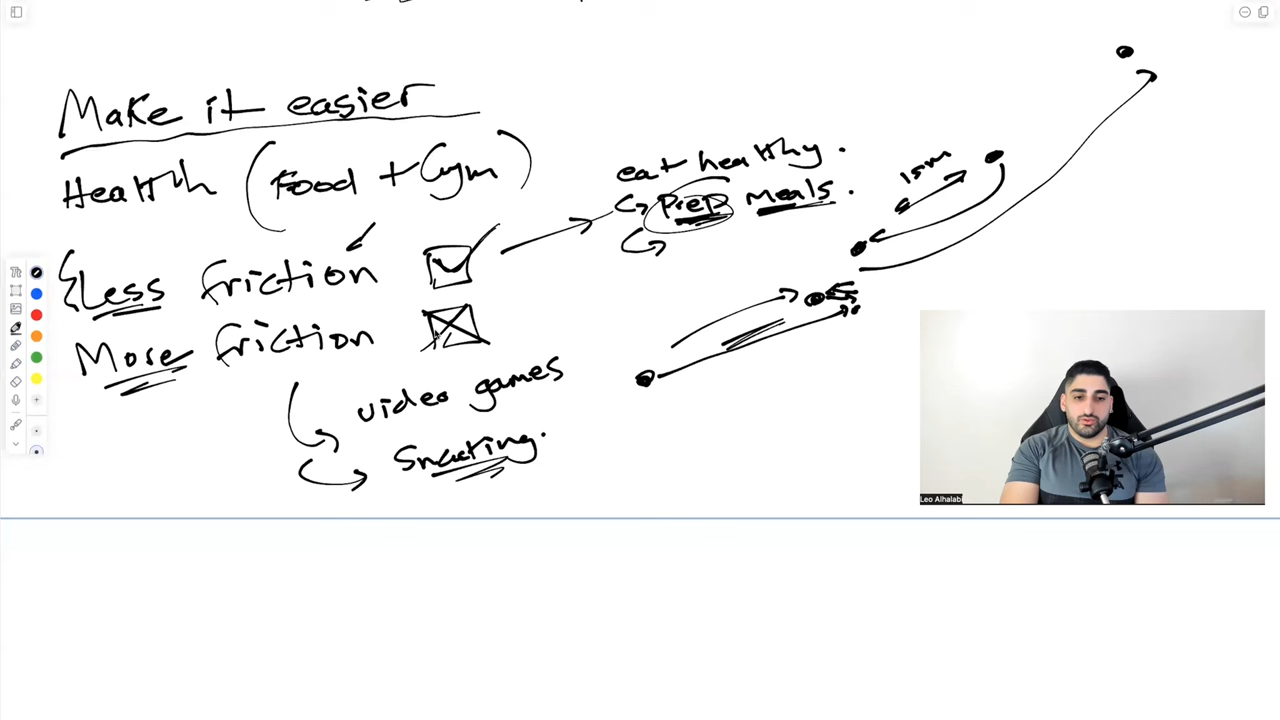 Make it easier
Health (Food + Gym)
eat healthy.
Prep Meals.
15m
Less friction
More friction
video games
Snacking.
Tt
Leo Alhalabi